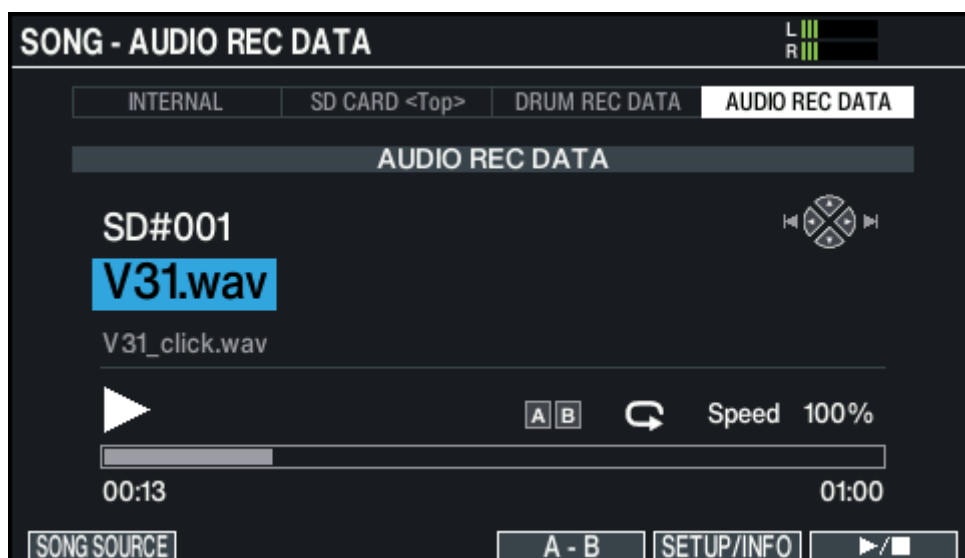 SONG - AUDIO REC DATA
L
R
INTERNAL
SD CARD <Top>
DRUM REC DATA
AUDIO REC DATA
AUDIO REC DATA
SD#001
V31.wav
V31_click.wav
A B
Speed 100%
00:13
01:00
SONG SOURCE
A - B
SETUP/INFO
▶/■